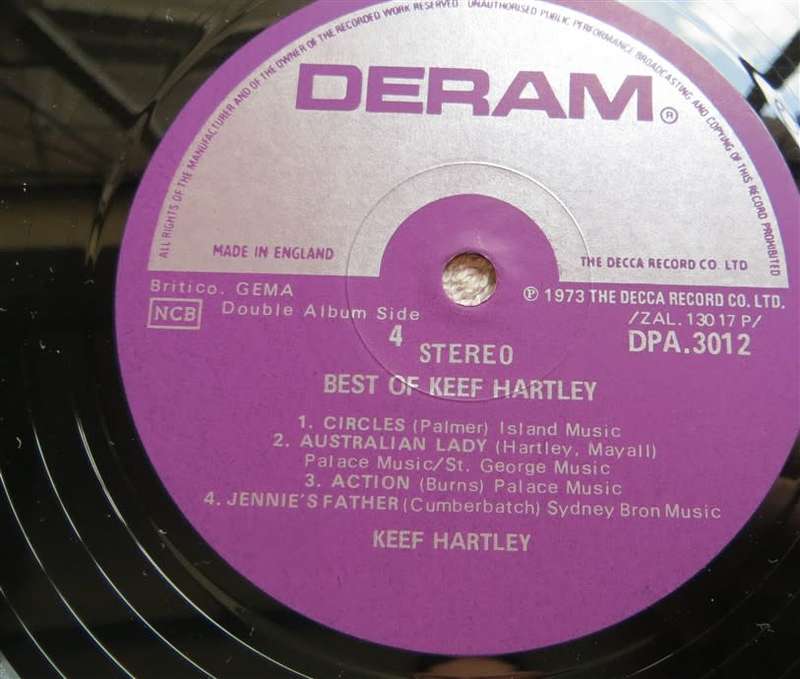 ALL RIGHTS OF THE MANUFACTURER AND OF THE OWNER OF THE RECORDED WORK RESERVED UNAUTHORISED PUBLIC PERFORMANCE BROADCASTING AND COPYING OF THIS RECORD PROHIBITED
DERAM®
MADE IN ENGLAND
THE DECCA RECORD CO. LTD
Britico. GEMA
℗ 1973 THE DECCA RECORD CO. LTD.
NCB
Double Album Side
4
/ZAL. 13017 P/
STEREO
DPA.3012
BEST OF KEEF HARTLEY
1. CIRCLES (Palmer) Island Music
2. AUSTRALIAN LADY (Hartley, Mayall)
Palace Music/St. George Music
3. ACTION (Burns) Palace Music
4. JENNIE'S FATHER (Cumberbatch) Sydney Bron Music
KEEF HARTLEY